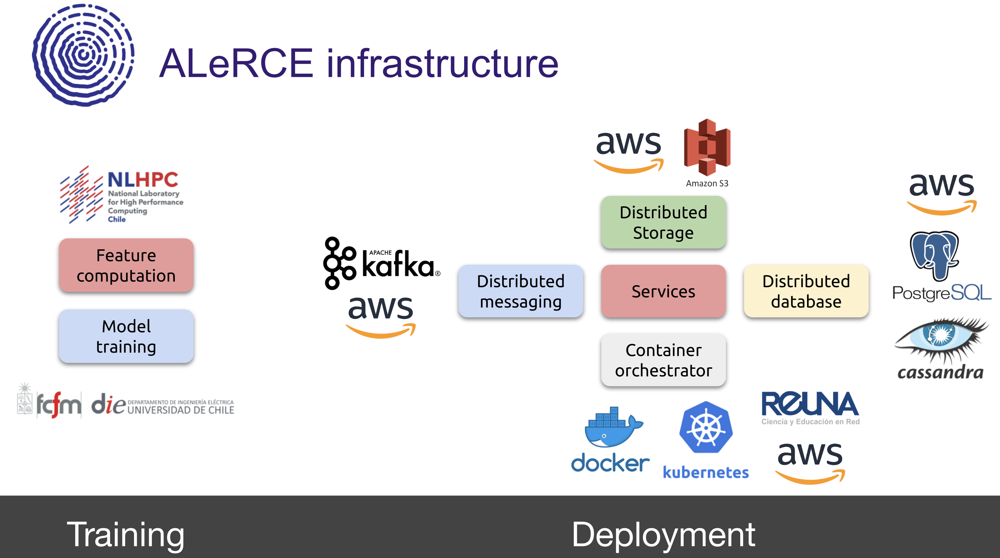 ALeRCE infrastructure
NLHPC
National Laboratory
for High Performance
Computing
Chile
Feature
computation
Model
training
fcfm
die
DEPARTAMENTO DE INGENIERÍA ELÉCTRICA
UNIVERSIDAD DE CHILE
APACHE
kafka®
aws
Distributed
messaging
aws
Amazon S3
Distributed
Storage
Services
Container
orchestrator
docker
kubernetes
REUNA
Ciencia y Educación en Red
aws
Distributed
database
aws
PostgreSQL
cassandra
Training
Deployment